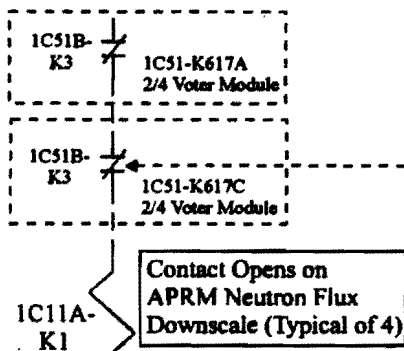 1C51B-
K3
1C51-K617A
2/4 Voter Module
1C51B-
K3
1C51-K617C
2/4 Voter Module
Contact Opens on
APRM Neutron Flux
Downscale (Typical of 4)
1C11A-
K1